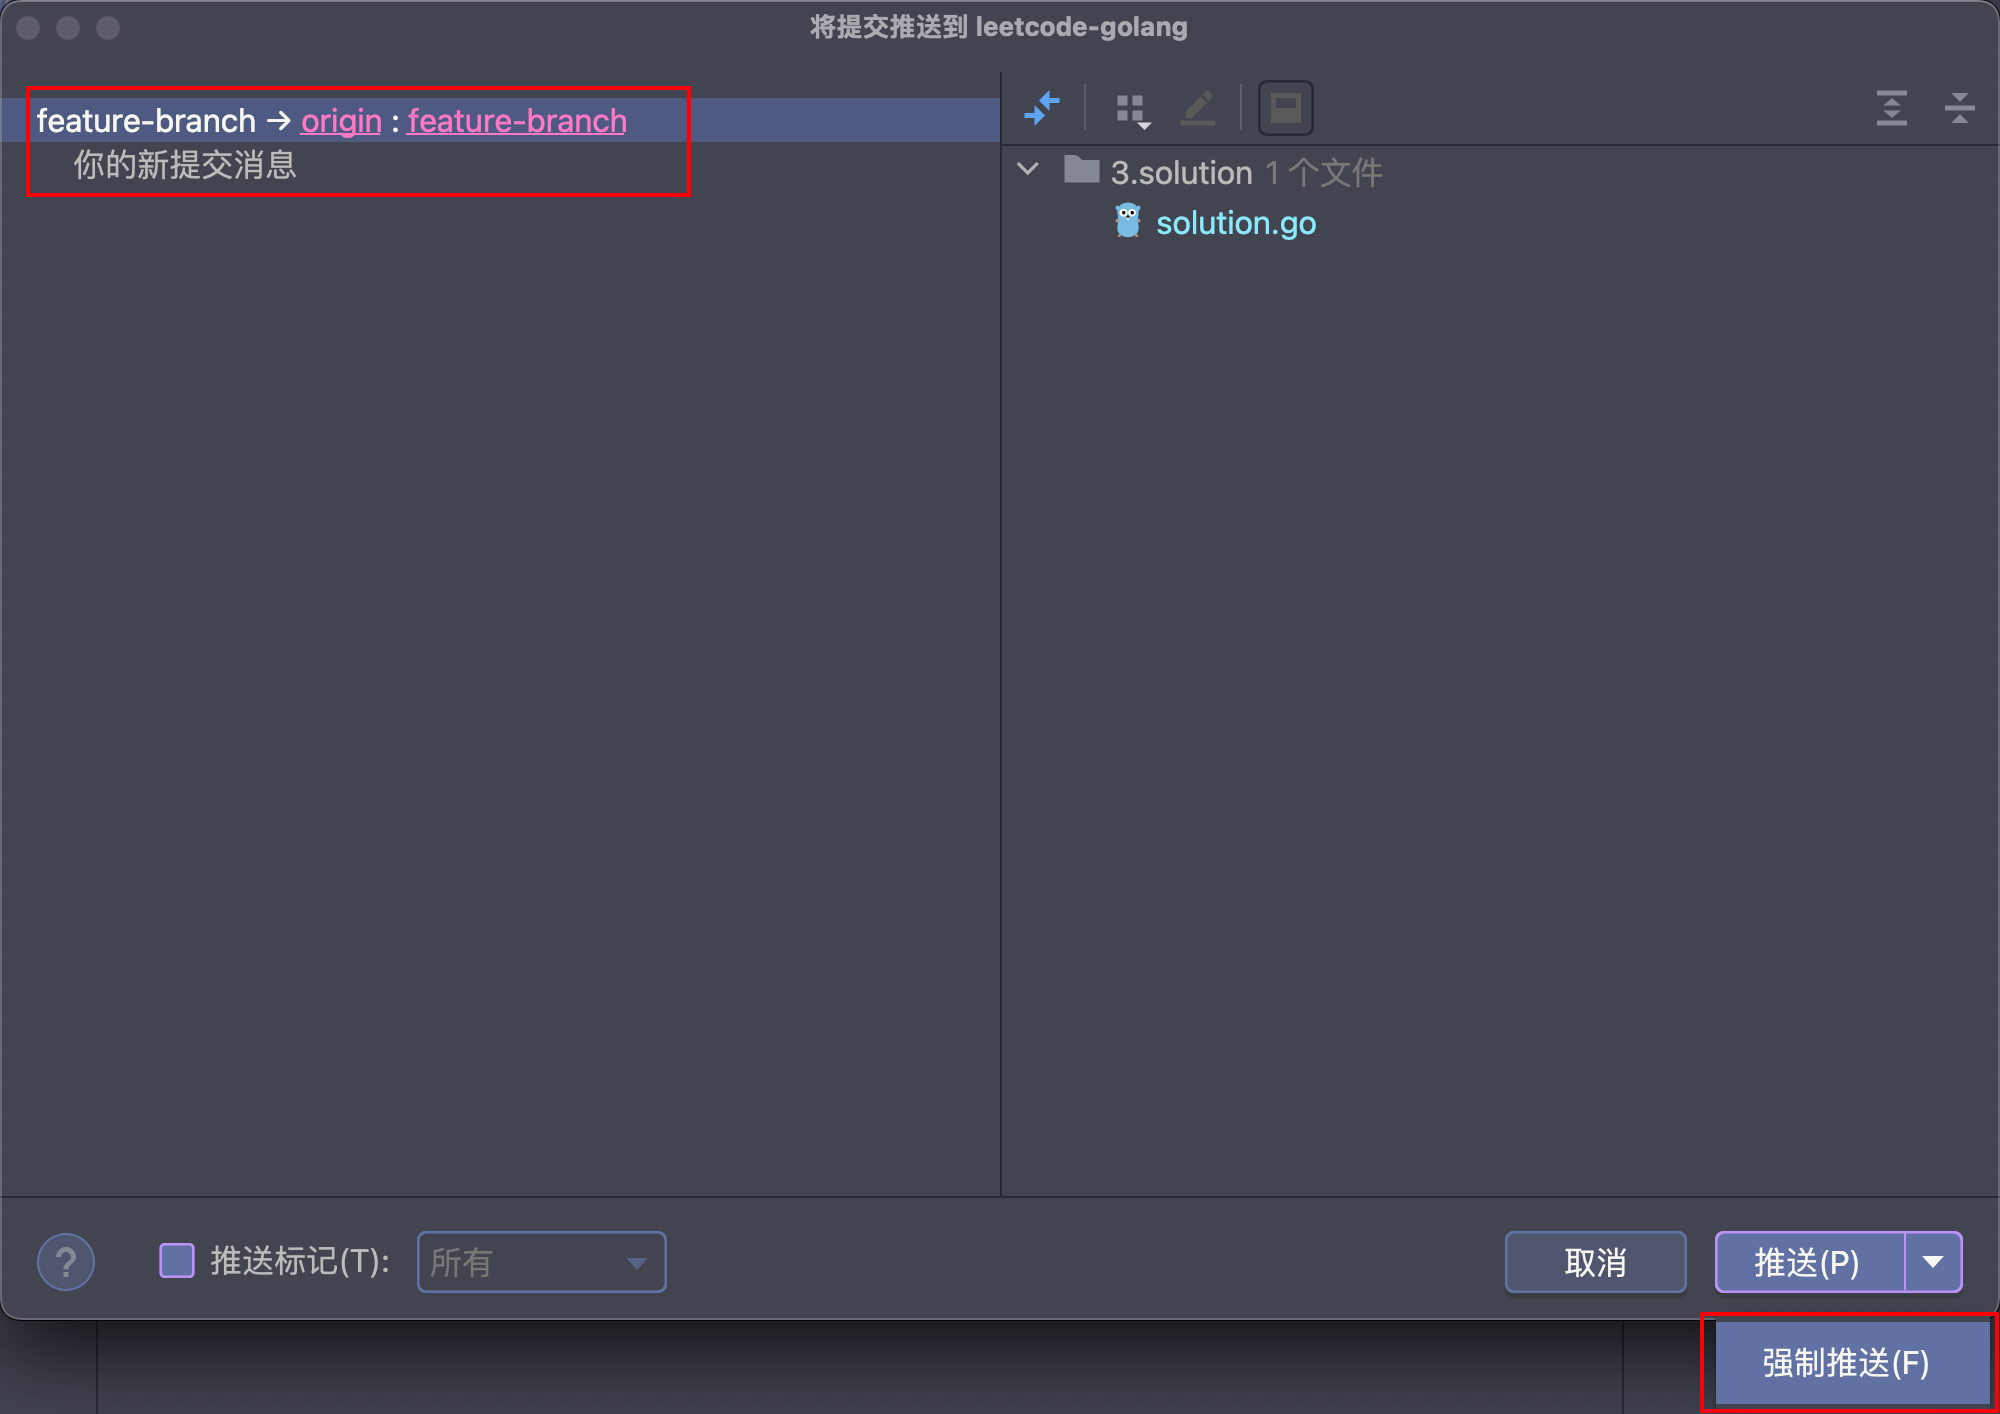 将提交推送到 leetcode-golang
feature-branch → origin : feature-branch
你的新提交消息
3.solution 1 个文件
solution.go
? 推送标记(T): 所有 取消 推送(P)
强制推送(F)